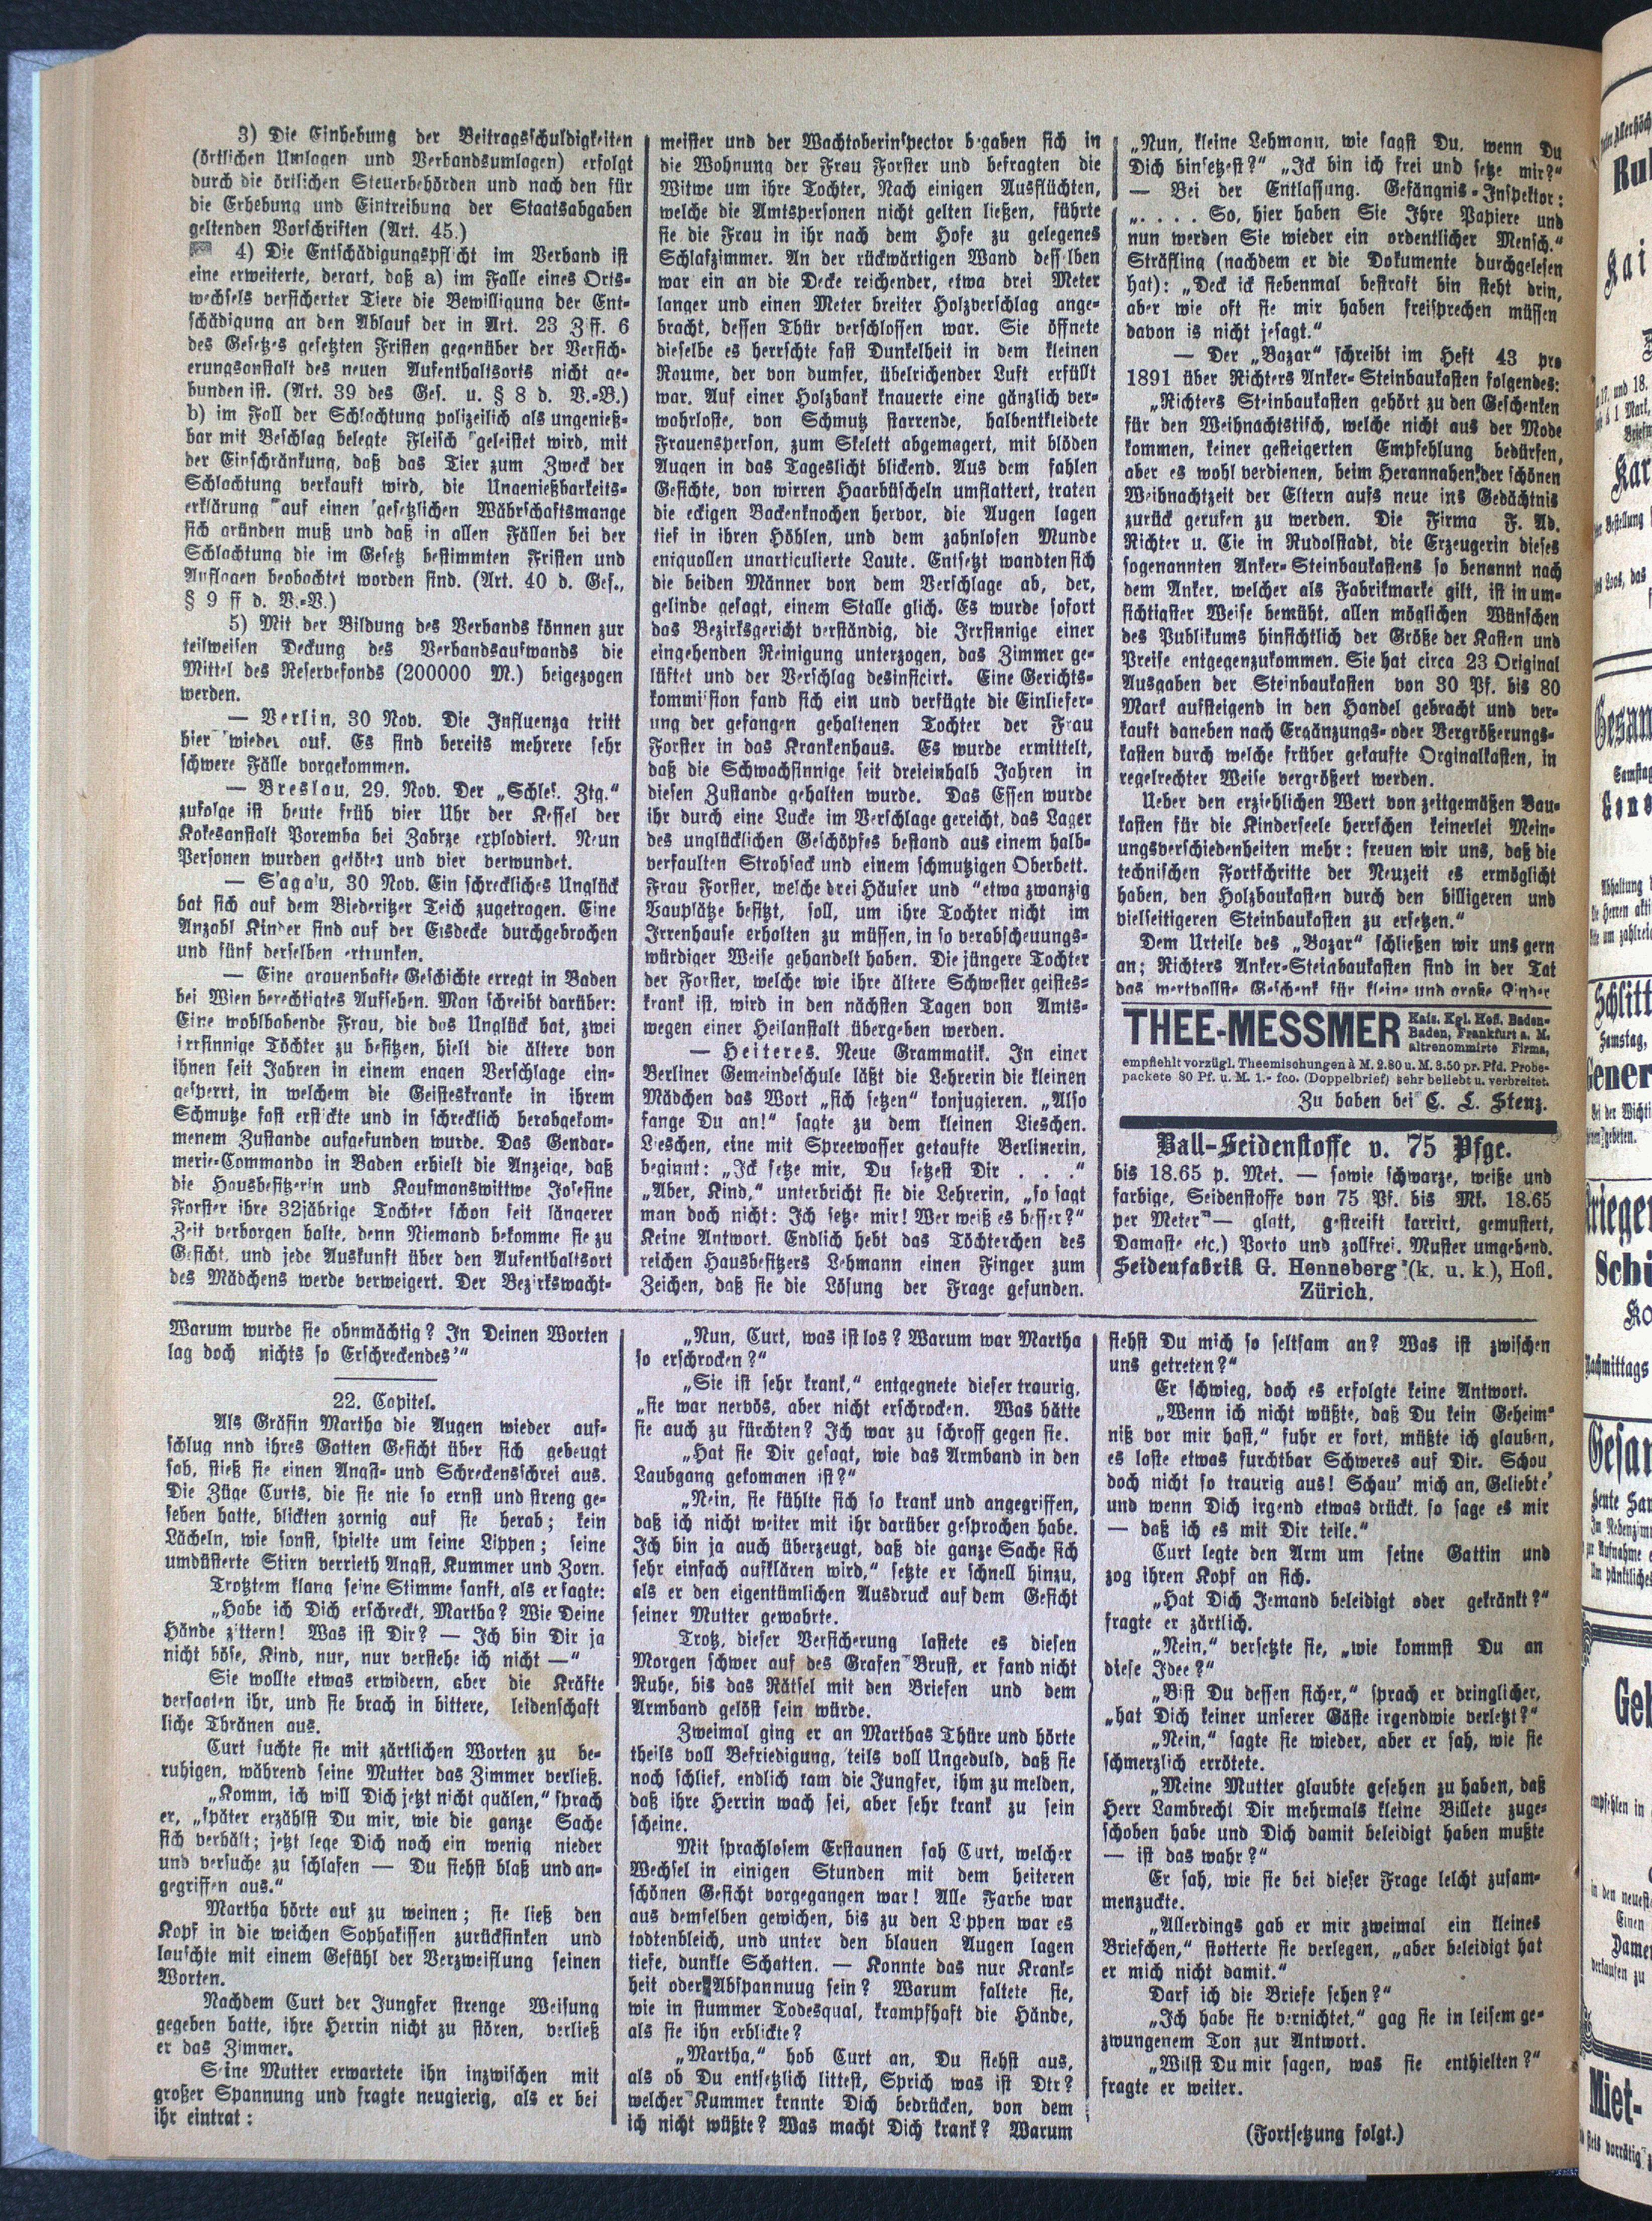 3) Die Einhebung der Beitragsschuldigkeiten
(örtlichen Umlagen und Verbandsumlagen) erfolgt
durch die örtlichen Steuerbehörden und nach den für
die Erhebung und Eintreibung der Staatsabgaben
geltenden Vorschriften (Art. 45.)
4) Die Entschädigungspflicht im Verband ist
eine erweiterte, derart, daß a) im Falle eines Orts-
wechsels versicherter Tiere die Bewilligung der Ent-
schädigung an den Ablauf der in Art. 23 Ziff. 6
des Gesetzes gesetzten Fristen gegenüber der Versich-
erungsanstalt des neuen Aufenthaltsorts nicht ge-
bunden ist. (Art. 39 des Ges. u. § 8 d. V.-V.)
b) im Fall der Schlachtung polizeilich als ungenieß-
bar mit Beschlag belegte Fleisch geleistet wird, mit
der Einschränkung, daß das Tier zum Zweck der
Schlachtung verkauft wird, die Ungenießbarkeits-
erklärung auf einen gesetzlichen Währschaftsmange
sich gründen muß und daß in allen Fällen bei der
Schlachtung die im Gesetz bestimmten Fristen und
Auflagen beobachtet worden sind. (Art. 40 d. Ges.,
§ 9 ff d. V.-V.)
5) Mit der Bildung des Verbands können zur
teilweisen Deckung des Verbandsaufwands die
Mittel des Reservefonds (200000 M.) beigezogen
werden.
— Berlin, 30 Nov. Die Influenza tritt
hier wieder auf. Es sind bereits mehrere sehr
schwere Fälle vorgekommen.
— Breslau, 29. Nov. Der „Schles. Ztg.“
zufolge ist heute früh vier Uhr der Kessel der
Kokesanstalt Poremba bei Zabrze explodiert. Neun
Personen wurden getötet und vier verwundet.
— Sagau, 30 Nov. Ein schreckliches Unglück
hat sich auf dem Biederitzer Teich zugetragen. Eine
Anzahl Kinder sind auf der Eisdecke durchgebrochen
und fünf derselben ertrunken.
— Eine grauenhafte Geschichte erregt in Baden
bei Wien berechtigtes Aufsehen. Man schreibt darüber:
Eine wohlhabende Frau, die das Unglück hat, zwei
irrsinnige Töchter zu besitzen, hielt die ältere von
ihnen seit Jahren in einem engen Verschlage ein-
gesperrt, in welchem die Geisteskranke in ihrem
Schmutze fast erstickte und in schrecklich herabgekom-
menem Zustande aufgefunden wurde. Das Gendar-
merie-Commando in Baden erhielt die Anzeige, daß
die Hausbesitzerin und Kaufmanswittwe Josefine
Forster ihre 32jährige Tochter schon seit längerer
Zeit verborgen halte, denn Niemand bekomme sie zu
Gesicht, und jede Auskunft über den Aufenthaltsort
des Mädchens werde verweigert. Der Bezirkswacht-
meister und der Wachtoberinspector begaben sich in
die Wohnung der Frau Forster und befragten die
Witwe um ihre Tochter, Nach einigen Ausflüchten,
welche die Amtspersonen nicht gelten ließen, führte
sie die Frau in ihr nach dem Hofe zu gelegenes
Schlafzimmer. An der rückwärtigen Wand desselben
war ein an die Decke reichender, etwa drei Meter
langer und einen Meter breiter Holzverschlag ange-
bracht, dessen Thür verschlossen war. Sie öffnete
dieselbe es herrschte fast Dunkelheit in dem kleinen
Raume, der von dumfer, übelrichender Luft erfüllt
war. Auf einer Holzbank knauerte eine gänzlich ver-
wahrloste, von Schmutz starrende, halbentkleidete
Frauensperson, zum Skelett abgemagert, mit blöden
Augen in das Tageslicht blickend. Aus dem fahlen
Gesichte, von wirren Haarbüscheln umflattert, traten
die eckigen Backenknochen hervor, die Augen lagen
tief in ihren Höhlen, und dem zahnlosen Munde
entquollen unarticulierte Laute. Entsetzt wandten sich
die beiden Männer von dem Verschlage ab, der,
gelinde gesagt, einem Stalle glich. Es wurde sofort
das Bezirksgericht verständig, die Irrsinnige einer
eingehenden Reinigung unterzogen, das Zimmer ge-
lüftet und der Verschlag desinficirt. Eine Gerichts-
kommission fand sich ein und verfügte die Einliefer-
ung der gefangen gehaltenen Tochter der Frau
Forster in das Krankenhaus. Es wurde ermittelt,
daß die Schwachsinnige seit dreieinhalb Jahren in
diesen Zustande gehalten wurde. Das Essen wurde
ihr durch eine Lucke im Verschlage gereicht, das Lager
des unglücklichen Geschöpfes bestand aus einem halb-
verfaulten Strohsack und einem schmutzigen Oberbett.
Frau Forster, welche drei Häuser und etwa zwanzig
Bauplätze besitzt, soll, um ihre Tochter nicht im
Irrenhause erhalten zu müssen, in so verabscheuungs-
würdiger Weise gehandelt haben. Die jüngere Tochter
der Forster, welche wie ihre ältere Schwester geistes-
krank ist, wird in den nächsten Tagen von Amts-
wegen einer Heilanstalt übergeben werden.
— Heiteres. Neue Grammatik. In einer
Berliner Gemeindeschule läßt die Lehrerin die kleinen
Mädchen das Wort „sich setzen“ konjugieren. „Also
fange Du an!“ sagte zu dem kleinen Lieschen.
Lieschen, eine mit Spreewasser getaufte Berlinerin,
beginnt: „Ick setze mir, Du setzest Dir . . . “
„Aber, Kind,“ unterbricht sie die Lehrerin, „so sagt
man doch nicht: Ich setze mir! Wer weiß es besser?“
Keine Antwort. Endlich hebt das Töchterchen des
reichen Hausbesitzers Lehmann einen Finger zum
Zeichen, daß sie die Lösung der Frage gefunden.
„Nun, kleine Lehmann, wie sagst Du, wenn Du
Dich hinsetzest?“ „Ick bin ich frei und setze mir?“
— Bei der Entlassung. Gefängnis-Inspektor:
„. . . . So, hier haben Sie Ihre Papiere und
nun werden Sie wieder ein ordentlicher Mensch.“
Sträfling (nachdem er die Dokumente durchgelesen
hat): „Deck ick siebenmal bestraft bin steht drin,
aber wie oft sie mir haben freisprechen müssen
davon is nicht jesagt.“
— Der „Bazar“ schreibt im Heft 43 pro
1891 über Richters Anker-Steinbaukasten folgendes:
„Richters Steinbaukasten gehört zu den Geschenken
für den Weihnachtstisch, welche nicht aus der Mode
kommen, keiner gesteigerten Empfehlung bedürfen,
aber es wohl verdienen, beim Herannahen der schönen
Weihnachtzeit der Eltern aufs neue ins Gedächtnis
zurück gerufen zu werden. Die Firma F. Ad.
Richter u. Cie in Rudolstadt, die Erzeugerin dieses
sogenannten Anker-Steinbaukastens so benannt nach
dem Anker, welcher als Fabrikmarke gilt, ist in um-
sichtigster Weise bemüht, allen möglichen Wünschen
des Publikums hinsichtlich der Größe der Kasten und
Preise entgegenzukommen. Sie hat circa 23 Original
Ausgaben der Steinbaukasten von 30 Pf. bis 80
Mark aufsteigend in den Handel gebracht und ver-
kauft daneben nach Ergänzungs- oder Vergrößerungs-
kasten durch welche früher gekaufte Orginalkasten, in
regelrechter Weise vergrößert werden.
Ueber den erziehlichen Wert von zeitgemäßen Bau-
kasten für die Kinderseele herrschen keinerlei Mein-
ungsverschiedenheiten mehr: freuen wir uns, daß die
technischen Fortschritte der Neuzeit es ermöglicht
haben, den Holzbaukasten durch den billigeren und
vielseitigeren Steinbaukasten zu ersetzen.“
Dem Urteile des „Bazar“ schließen wir uns gern
an; Richters Anker-Steinbaukasten sind in der Tat
das wertvollste Geschenk für kleine und große Kinder
THEE-MESSMER
Kais. Kgl. Hofl. Baden-
Baden, Frankfurt a. M.
altrenommirte Firma,
empfiehlt vorzügl. Theemischungen à M. 2.80 u. M. 3.50 pr. Pfd. Probe-
packete 80 Pf. u. M. 1.- fco. (Doppelbrief) sehr beliebt u. verbreitet.
Zu haben bei C. L. Stenz.
Ball-Seidenstoffe v. 75 Pfge.
bis 18.65 p. Met. — sowie schwarze, weiße und
farbige, Seidenstoffe von 75 Pf. bis Mk. 18.65
per Meter — glatt, gestreift karrirt, gemustert,
Damaste etc.) Porto und zollfrei. Muster umgehend.
Seidenfabrik G. Henneberg (k. u. k.), Hofl.
Zürich.
Warum wurde sie ohnmächtig? In Deinen Worten
lag doch nichts so Erschreckendes'“
22. Capitel.
Als Gräfin Martha die Augen wieder auf-
schlug nnd ihres Gatten Gesicht über sich gebeugt
sah, stieß sie einen Angst- und Schreckensschrei aus.
Die Züge Curts, die sie nie so ernst und streng ge-
sehen hatte, blickten zornig auf sie herab; kein
Lächeln, wie sonst, spielte um seine Lippen; seine
umdüsterte Stirn verrieth Angst, Kummer und Zorn.
Trotztem klang seine Stimme sanft, als er sagte:
„Habe ich Dich erschreckt, Martha? Wie Deine
Hände zittern! Was ist Dir? — Ich bin Dir ja
nicht böse, Kind, nur, nur verstehe ich nicht —“
Sie wollte etwas erwidern, aber die Kräfte
versagten ihr, und sie brach in bittere, leidenschaft
liche Thränen aus.
Curt suchte sie mit zärtlichen Worten zu be-
ruhigen, während seine Mutter das Zimmer verließ.
„Komm, ich will Dich jetzt nicht quälen,“ sprach
er, „später erzählst Du mir, wie die ganze Sache
sich verhält; jetzt lege Dich noch ein wenig nieder
und versuche zu schlafen — Du siehst blaß und an-
gegriffen aus.“
Martha hörte auf zu weinen; sie ließ den
Kopf in die weichen Sophakissen zurücksinken und
lauschte mit einem Gefühl der Verzweiflung seinen
Worten.
Nachdem Curt der Jungfer strenge Weisung
gegeben hatte, ihre Herrin nicht zu stören, verließ
er das Zimmer.
Seine Mutter erwartete ihn inzwischen mit
großer Spannung und fragte neugierig, als er bei
ihr eintrat:
„Nun, Curt, was ist los? Warum war Martha
so erschrocken?“
„Sie ist sehr krank,“ entgegnete dieser traurig,
„sie war nervös, aber nicht erschrocken. Was hätte
sie auch zu fürchten? Ich war zu schroff gegen sie.
„Hat sie Dir gesagt, wie das Armband in den
Laubgang gekommen ist?“
„Nein, sie fühlte sich so krank und angegriffen,
daß ich nicht weiter mit ihr darüber gesprochen habe.
Ich bin ja auch überzeugt, daß die ganze Sache sich
sehr einfach aufklären wird,“ setzte er schnell hinzu,
als er den eigentümlichen Ausdruck auf dem Gesicht
seiner Mutter gewahrte.
Trotz, dieser Versicherung lastete es diesen
Morgen schwer auf des Grafen Brust, er fand nicht
Ruhe, bis das Rätsel mit den Briefen und dem
Armband gelöst sein würde.
Zweimal ging er an Marthas Thüre und hörte
theils voll Befriedigung, teils voll Ungeduld, daß sie
noch schlief, endlich kam die Jungfer, ihm zu melden,
daß ihre Herrin wach sei, aber sehr krank zu sein
scheine.
Mit sprachlosem Erstaunen sah Curt, welcher
Wechsel in einigen Stunden mit dem heiteren
schönen Gesicht vorgegangen war! Alle Farbe war
aus demselben gewichen, bis zu den Lippen war es
todtenbleich, und unter den blauen Augen lagen
tiefe, dunkle Schatten. — Konnte das nur Krank-
heit oder Abspannuug sein? Warum faltete sie,
wie in stummer Todesqual, krampfhaft die Hände,
als sie ihn erblickte?
„Martha,“ hob Curt an, Du siehst aus,
als ob Du entsetzlich littest, Sprich was ist Dir?
welcher Kummer krnnte Dich bedrücken, von dem
ich nicht wüßte? Was macht Dich krank? Warum
siehst Du mich so seltsam an? Was ist zwischen
uns getreten?“
Er schwieg, doch es erfolgte keine Antwort.
„Wenn ich nicht wüßte, daß Du kein Geheim-
niß vor mir hast,“ fuhr er fort, müßte ich glauben,
es laste etwas furchtbar Schweres auf Dir. Schau
doch nicht so traurig aus! Schau' mich an, Geliebte'
und wenn Dich irgend etwas drückt, so sage es mir
— daß ich es mit Dir teile.“
Curt legte den Arm um seine Gattin und
zog ihren Kopf an sich.
„Hat Dich Jemand beleidigt oder gekränkt?“
fragte er zärtlich.
„Nein,“ versetzte sie, „wie kommst Du an
diese Idee?“
„Bist Du dessen sicher,“ sprach er dringlicher,
„hat Dich keiner unserer Gäste irgendwie verletzt?“
„Nein,“ sagte sie wieder, aber er sah, wie sie
schmerzlich errötete.
„Meine Mutter glaubte gesehen zu haben, daß
Herr Lambrecht Dir mehrmals kleine Billete zuge-
schoben habe und Dich damit beleidigt haben mußte
— ist das wahr?“
Er sah, wie sie bei dieser Frage leicht zusam-
menzuckte.
„Allerdings gab er mir zweimal ein kleines
Briefchen,“ stotterte sie verlegen, „aber beleidigt hat
er mich nicht damit.“
Darf ich die Briefe sehen?“
„Ich habe sie vernichtet,“ gag sie in leisem ge-
zwungenem Ton zur Antwort.
„Wilst Du mir sagen, was sie enthielten?“
fragte er weiter.
(Fortsetzung folgt.)